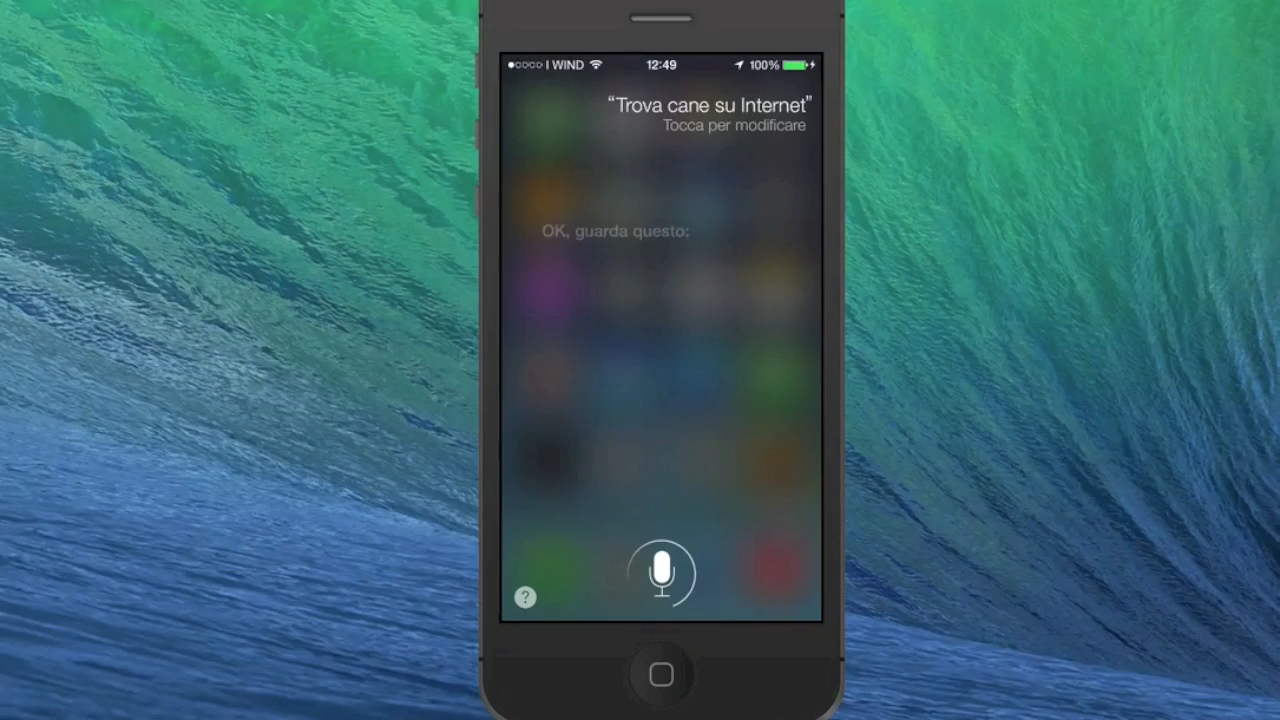 I WIND 12:49 100%
“Trova cane su Internet”
Tocca per modificare
OK, guarda questo:
?